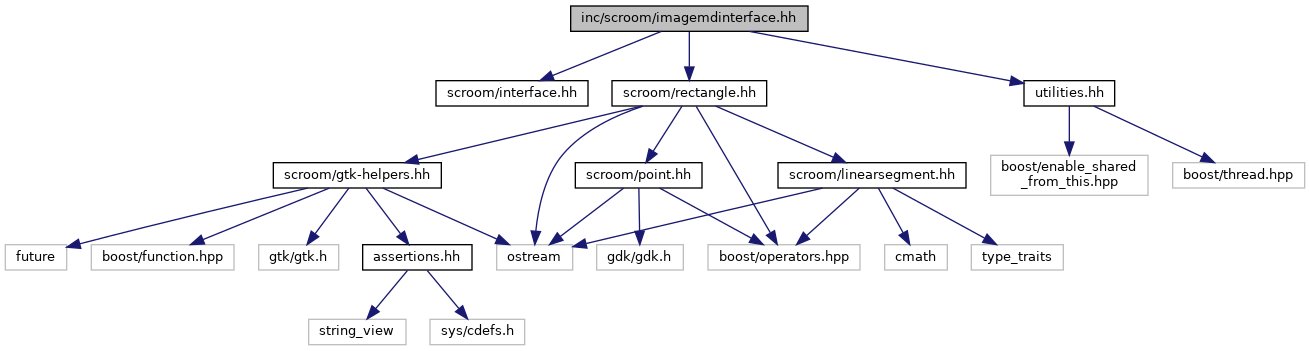 inc/scroom/imagemdinterface.hh
scroom/interface.hh
scroom/rectangle.hh
utilities.hh
scroom/gtk-helpers.hh
scroom/point.hh
scroom/linearsegment.hh
boost/enable_shared
_from_this.hpp
boost/thread.hpp
future
boost/function.hpp
gtk/gtk.h
assertions.hh
ostream
gdk/gdk.h
boost/operators.hpp
cmath
type_traits
string_view
sys/cdefs.h